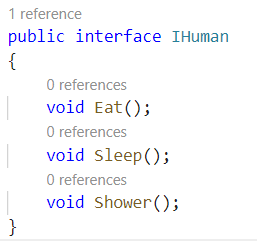 1 reference
public interface IHuman
{
0 references
void Eat();
0 references
void Sleep();
0 references
void Shower();
}